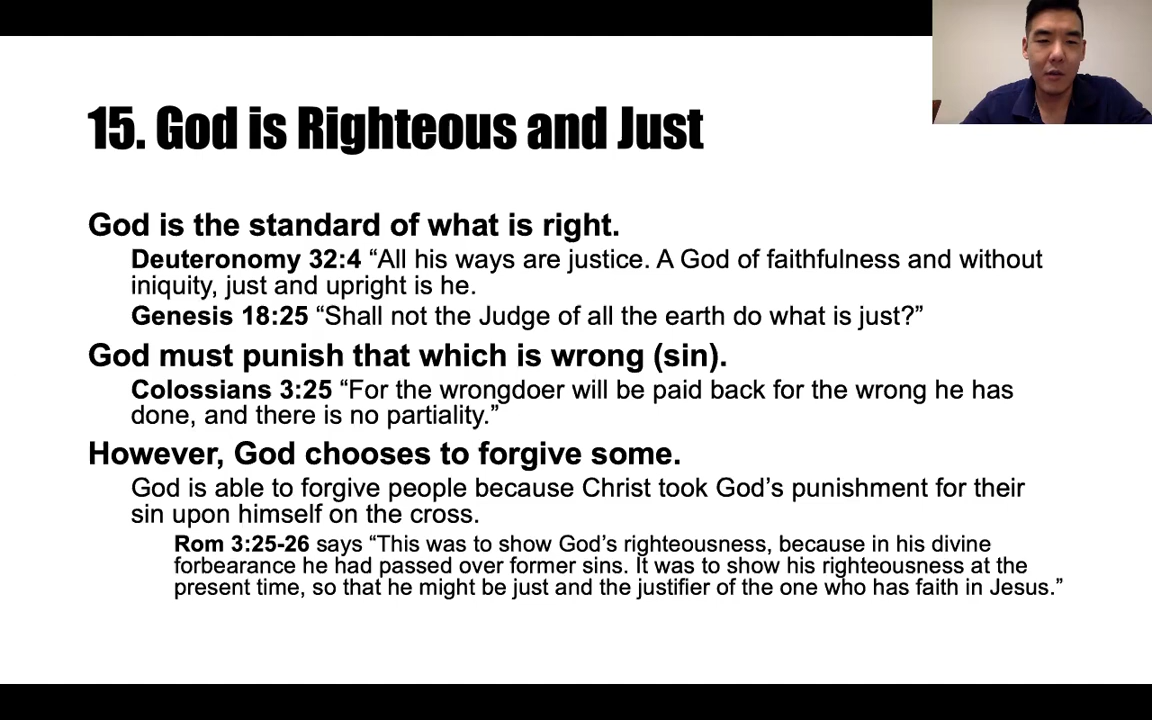 15. God is Righteous and Just
God is the standard of what is right.
Deuteronomy 32:4 “All his ways are justice. A God of faithfulness and without
iniquity, just and upright is he.
Genesis 18:25 “Shall not the Judge of all the earth do what is just?”
God must punish that which is wrong (sin).
Colossians 3:25 “For the wrongdoer will be paid back for the wrong he has
done, and there is no partiality.”
However, God chooses to forgive some.
God is able to forgive people because Christ took God’s punishment for their
sin upon himself on the cross.
Rom 3:25-26 says “This was to show God’s righteousness, because in his divine
forbearance he had passed over former sins. It was to show his righteousness at the
present time, so that he might be just and the justifier of the one who has faith in Jesus.”